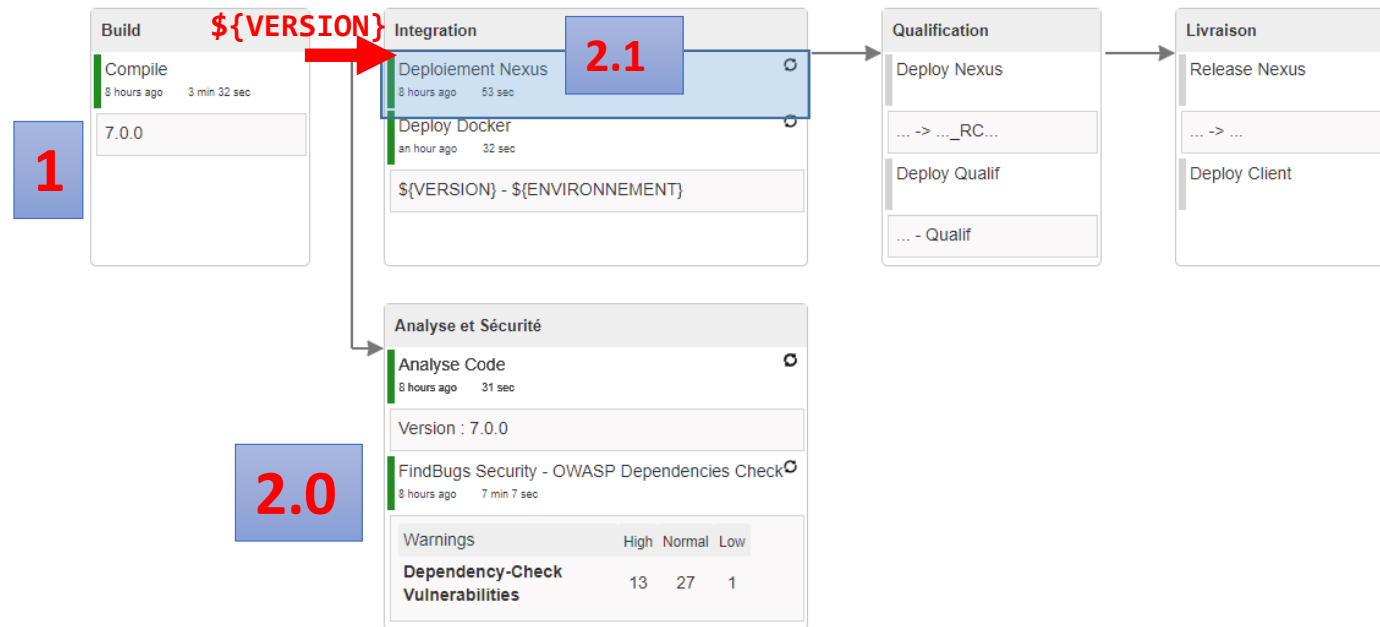 ${VERSION}
1
Build
Compile
8 hours ago 3 min 32 sec
7.0.0
2.1
Integration
Deploiement Nexus
8 hours ago 53 sec
Deploy Docker
an hour ago 32 sec
${VERSION} - ${ENVIRONNEMENT}
Qualification
Deploy Nexus
... -> ..._RC...
Deploy Qualif
... - Qualif
Livraison
Release Nexus
... -> ...
Deploy Client
2.0
Analyse et Sécurité
Analyse Code
8 hours ago 31 sec
Version : 7.0.0
FindBugs Security - OWASP Dependencies Check
8 hours ago 7 min 7 sec
Warnings High Normal Low
Dependency-Check
Vulnerabilities 13 27 1